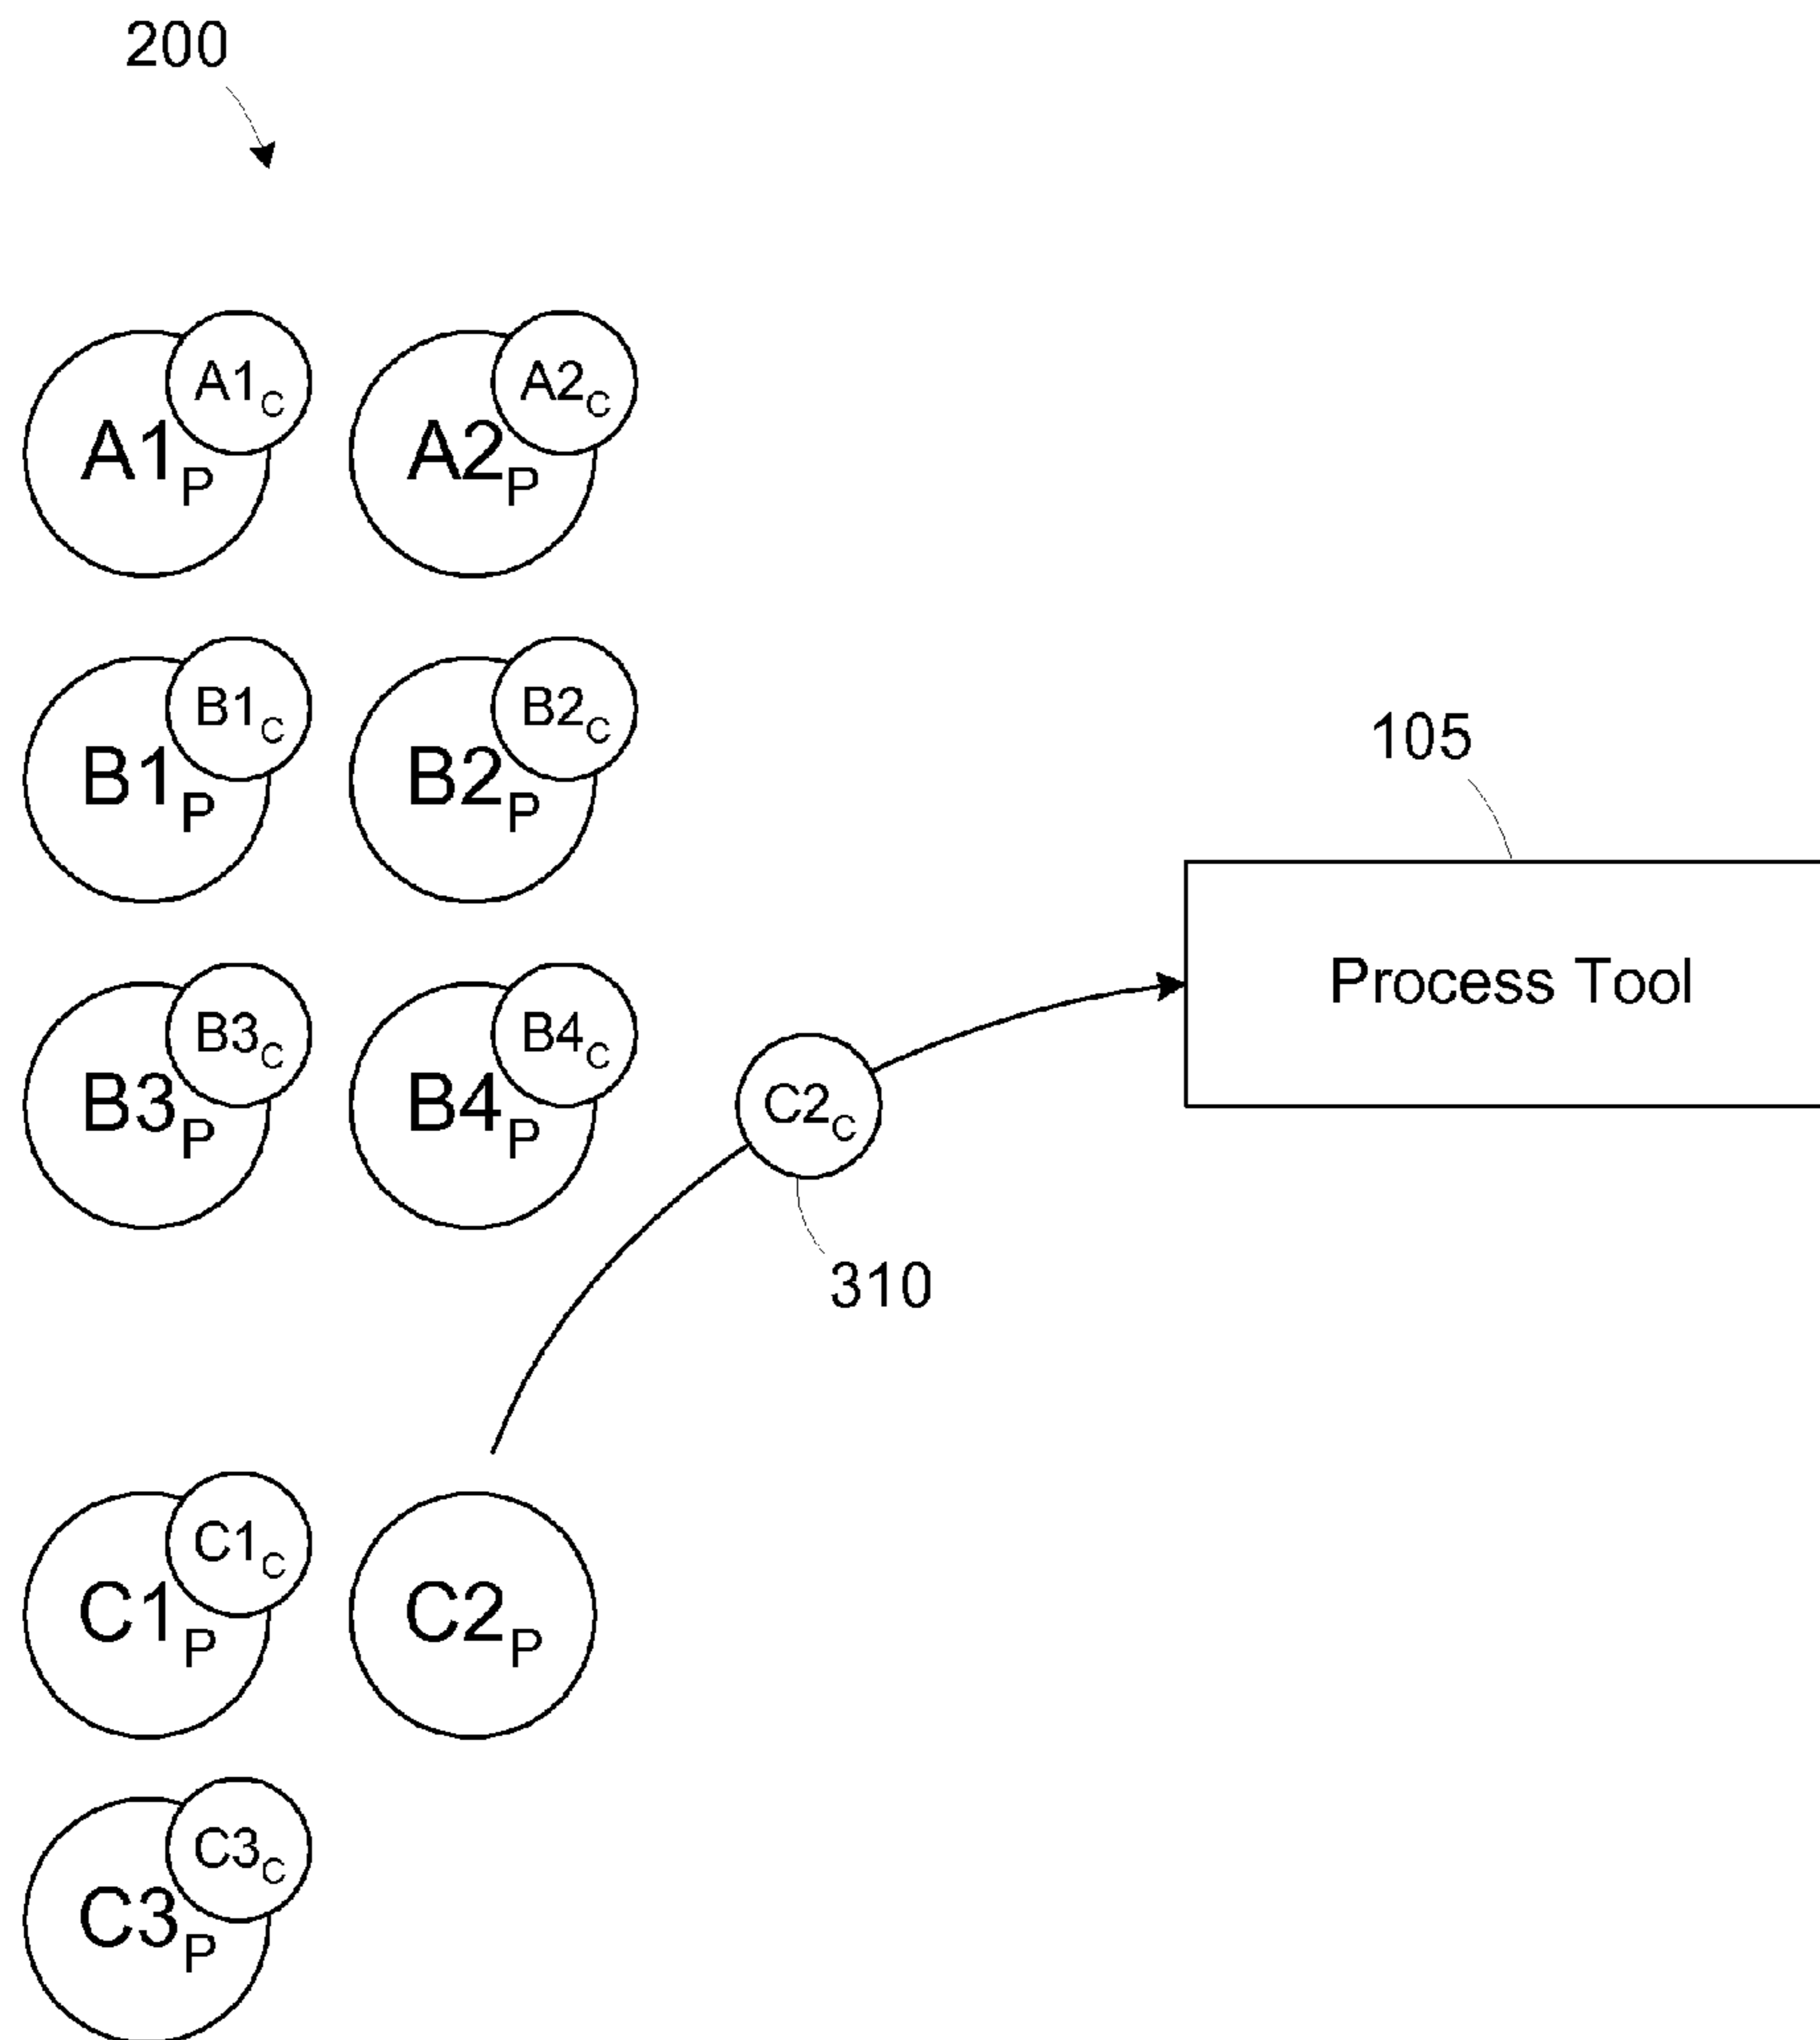 200
A1C A2C
A1P A2P
B1C B2C
B1P B2P
105
Process Tool
B3C B4C
B3P B4P
C2C
310
C1C
C1P C2P
C3C
C3P